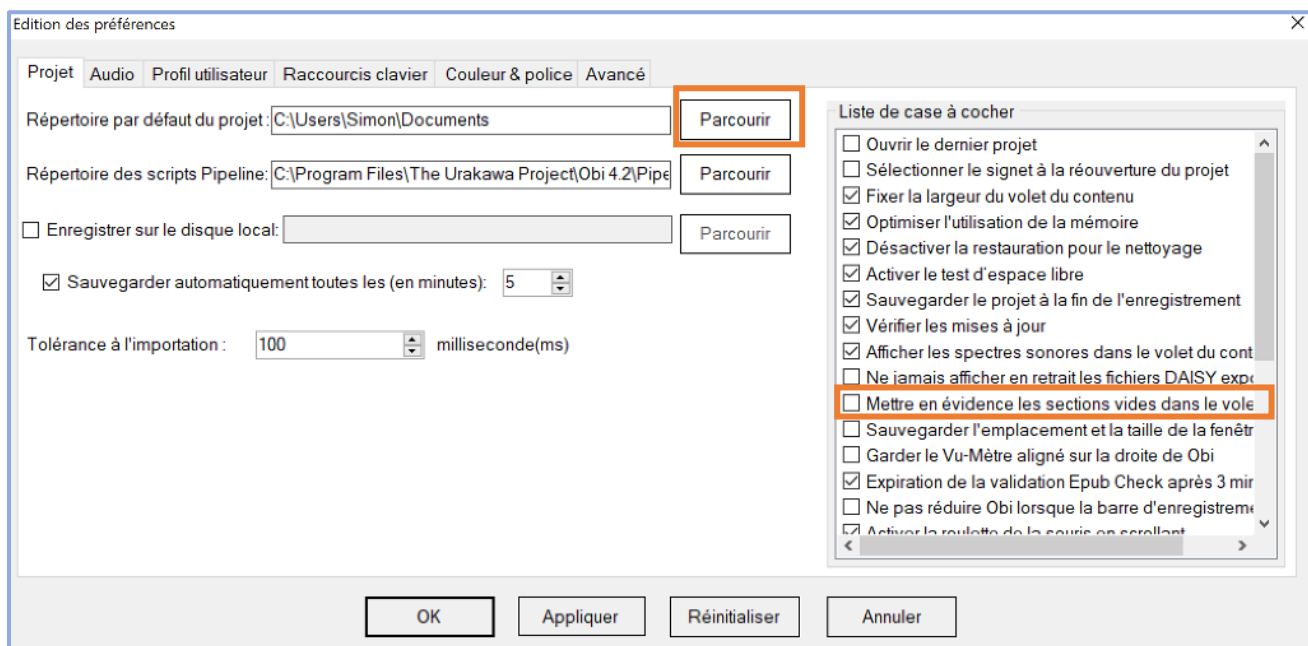 Edition des préférences
Projet Audio Profil utilisateur Raccourcis clavier Couleur & police Avancé
Répertoire par défaut du projet : C:\Users\Simon\Documents Parcourir
Répertoire des scripts Pipeline: C:\Program Files\The Urakawa Project\Obi 4.2\Pipe Parcourir
Enregistrer sur le disque local: Parcourir
Sauvegarder automatiquement toutes les (en minutes): 5
Tolérance à l'importation : 100 milliseconde(ms)
Liste de case à cocher
Ouvrir le dernier projet
Sélectionner le signet à la réouverture du projet
Fixer la largeur du volet du contenu
Optimiser l'utilisation de la mémoire
Désactiver la restauration pour le nettoyage
Activer le test d'espace libre
Sauvegarder le projet à la fin de l'enregistrement
Vérifier les mises à jour
Afficher les spectres sonores dans le volet du cont
Ne jamais afficher en retrait les fichiers DAISY expo
Mettre en évidence les sections vides dans le vole
Sauvegarder l'emplacement et la taille de la fenêtr
Garder le Vu-Mètre aligné sur la droite de Obi
Expiration de la validation Epub Check après 3 mir
Ne pas réduire Obi lorsque la barre d'enregistreme
Activer la roulette de la souris en scrollant
OK Appliquer Réinitialiser Annuler